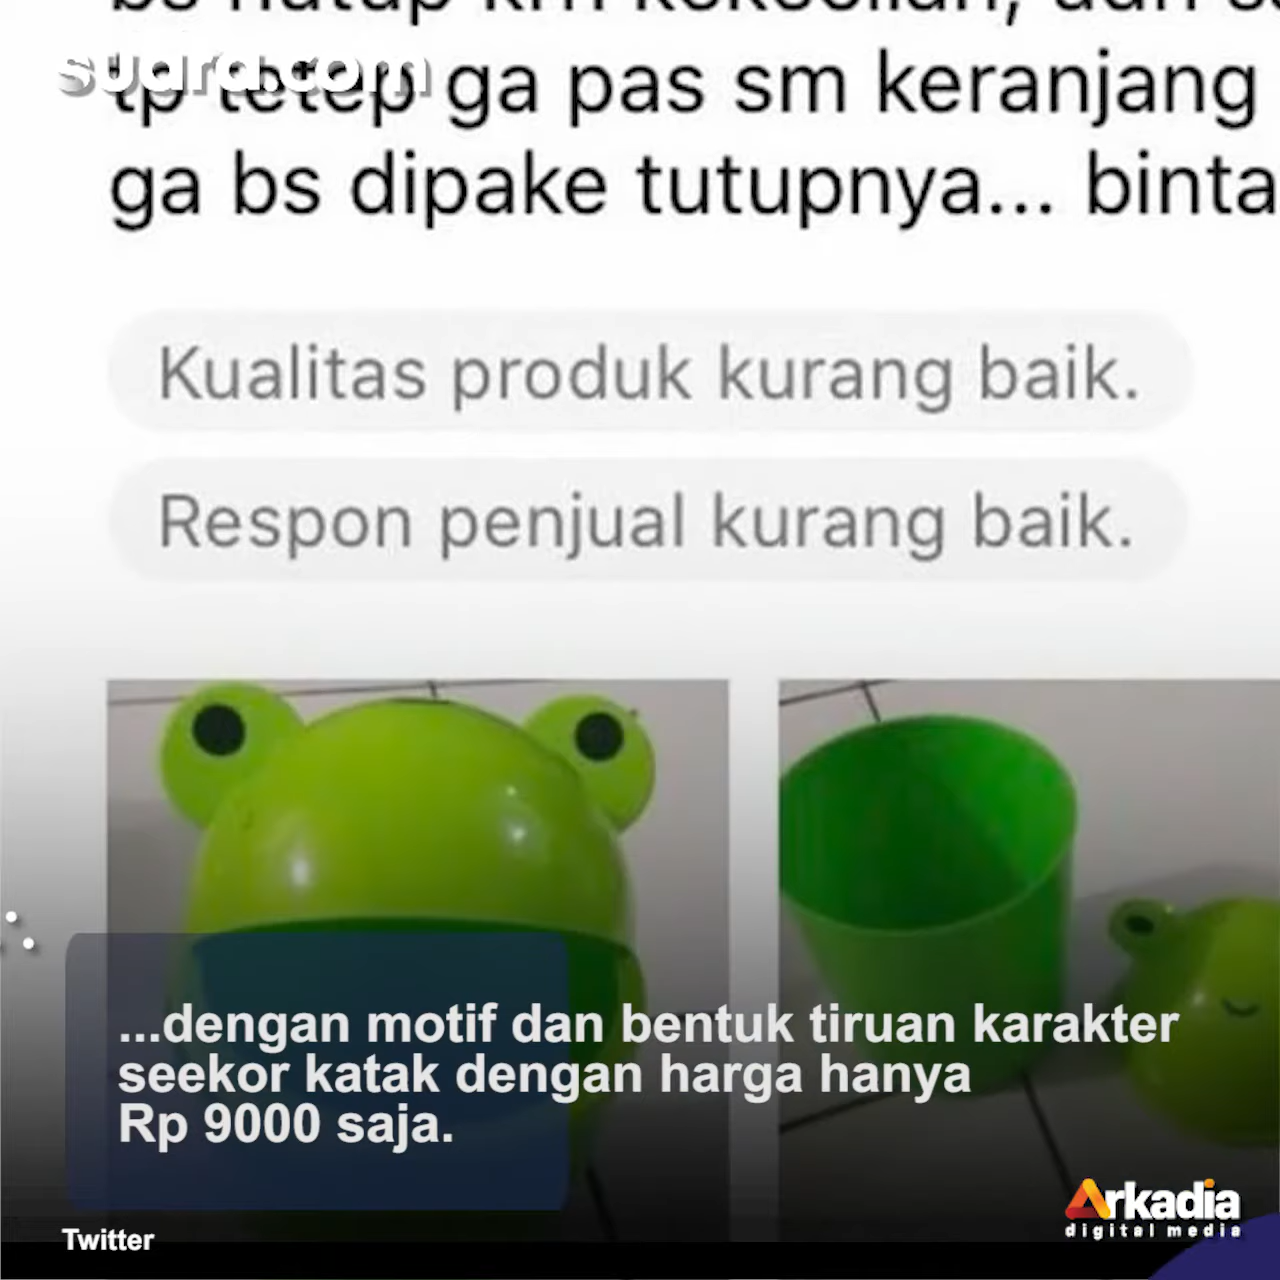 suara.com
tp tetep ga pas sm keranjang
ga bs dipake tutupnya...
Kualitas produk kurang baik.
Respon penjual kurang baik.
...dengan motif dan bentuk tiruan karakter
seekor katak dengan harga hanya
Rp 9000 saja.
Twitter
Arkadia
digital media